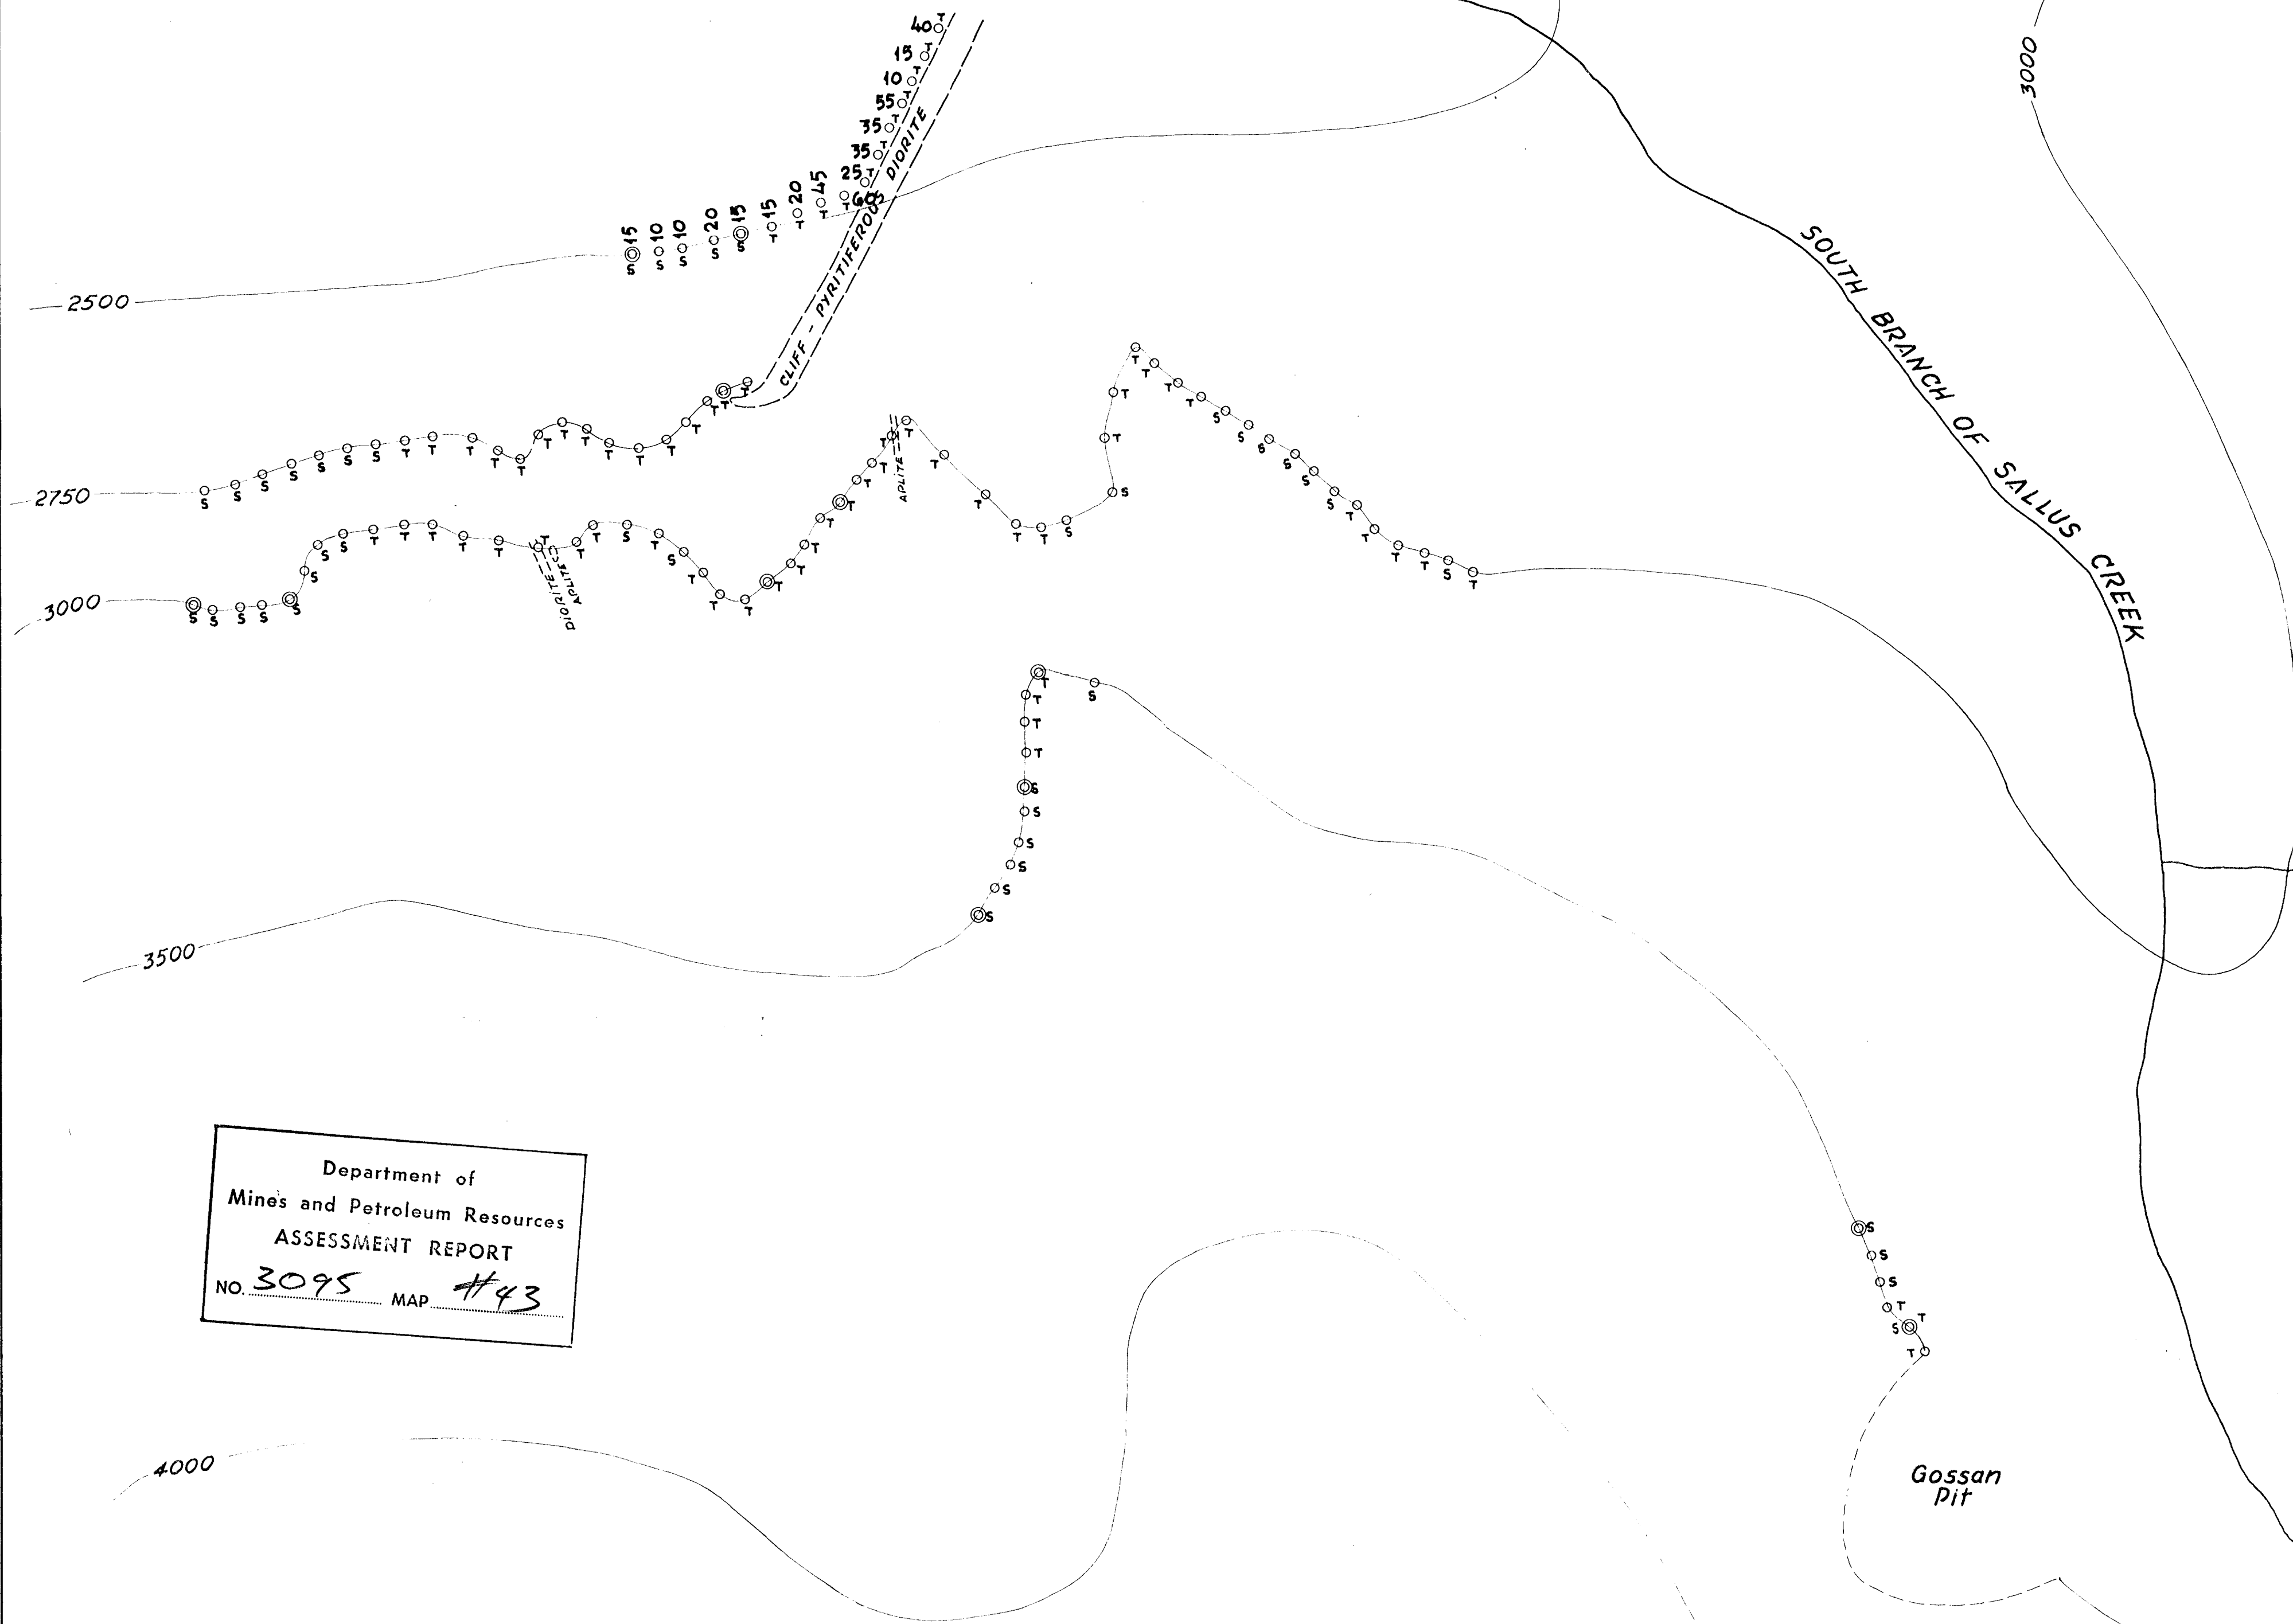 40 T
15 T
10 T
55 T
35 T
35 T
25 T
60 T
45 T
20 T
15 T
15 S
20 S
10 S
10 S
15 S
CLIFF - PYRITIFEROUS DIORITE
3000
SOUTH BRANCH OF SALLUS CREEK
2500
2750
S S S S S S S T T T T T T T T T T T T T T T
APLITE
3000
S S S S S S S S T T T T T T
DIORITE
APLITE
T T S T S T T T T T T T T T T T T T
T T T S S S T T T T T T S S S S S S T T T T S T
T S
T
T
T
S
S
S
S
S
S
3500
Department of
Mines and Petroleum Resources
ASSESSMENT REPORT
NO. 3095 MAP #43
S
S
S
T
T
S
T
4000
Gossan
Pit